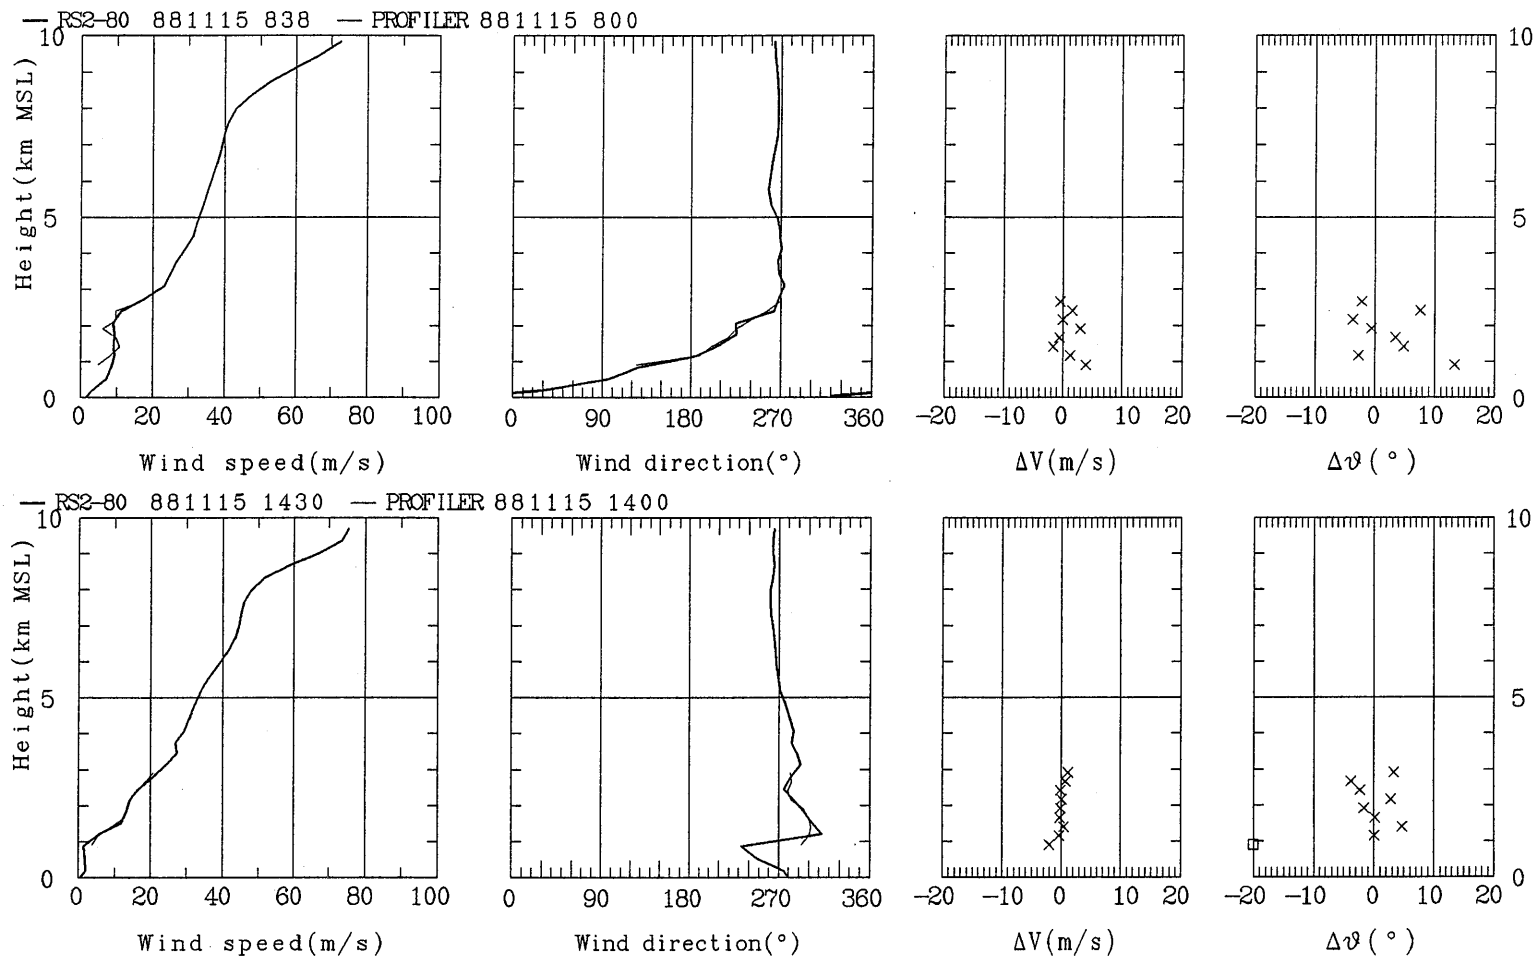 — RS2-80 881115 838 — PROFILER 881115 800
10 10
Height(km MSL)
5 5
0 0
0 20 40 60 80 100 0 90 180 270 360 -20 -10 0 10 20 -20 -10 0 10 20
Wind speed(m/s) Wind direction(°) ΔV(m/s) Δϑ(°)
— RS2-80 881115 1430 — PROFILER 881115 1400
10 10
Height(km MSL)
5 5
0 0
0 20 40 60 80 100 0 90 180 270 360 -20 -10 0 10 20 -20 -10 0 10 20
Wind speed(m/s) Wind direction(°) ΔV(m/s) Δϑ(°)